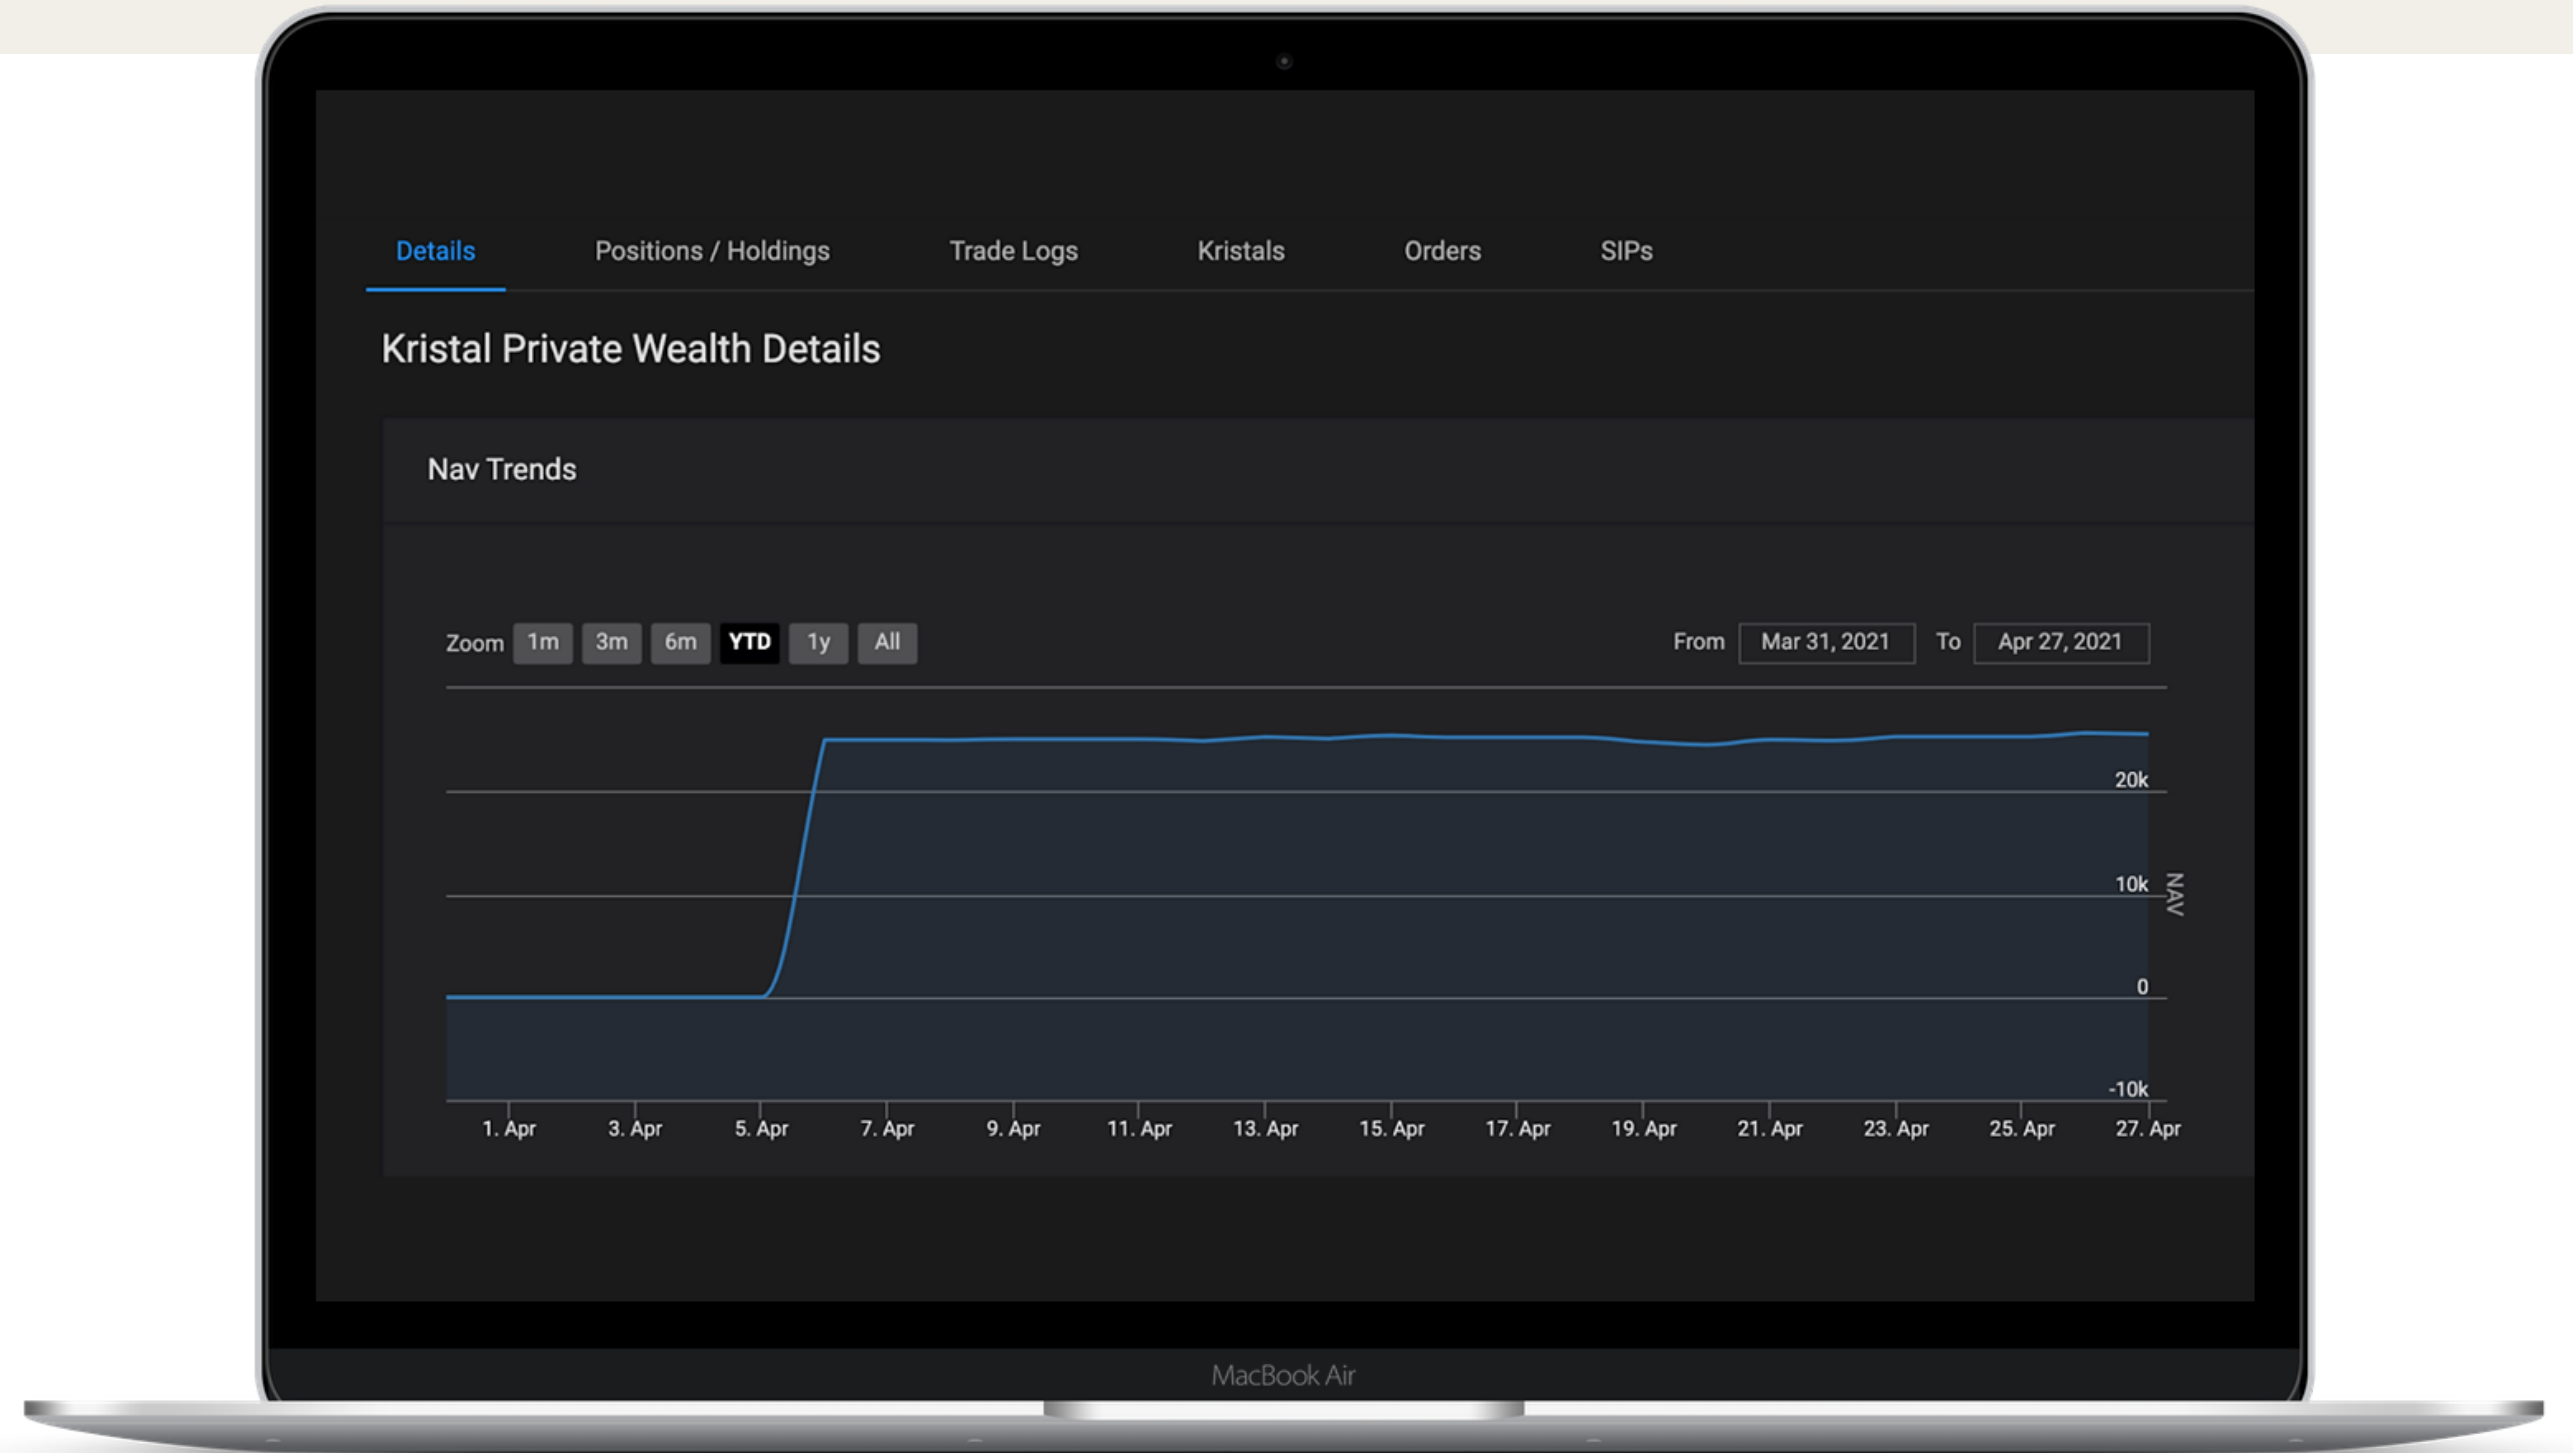 Details Positions / Holdings Trade Logs Kristals Orders SIPs
Kristal Private Wealth Details
Nav Trends
Zoom 1m 3m 6m YTD 1y All From Mar 31, 2021 To Apr 27, 2021
20k
10k
NAV
0
-10k
1. Apr 3. Apr 5. Apr 7. Apr 9. Apr 11. Apr 13. Apr 15. Apr 17. Apr 19. Apr 21. Apr 23. Apr 25. Apr 27. Apr
MacBook Air